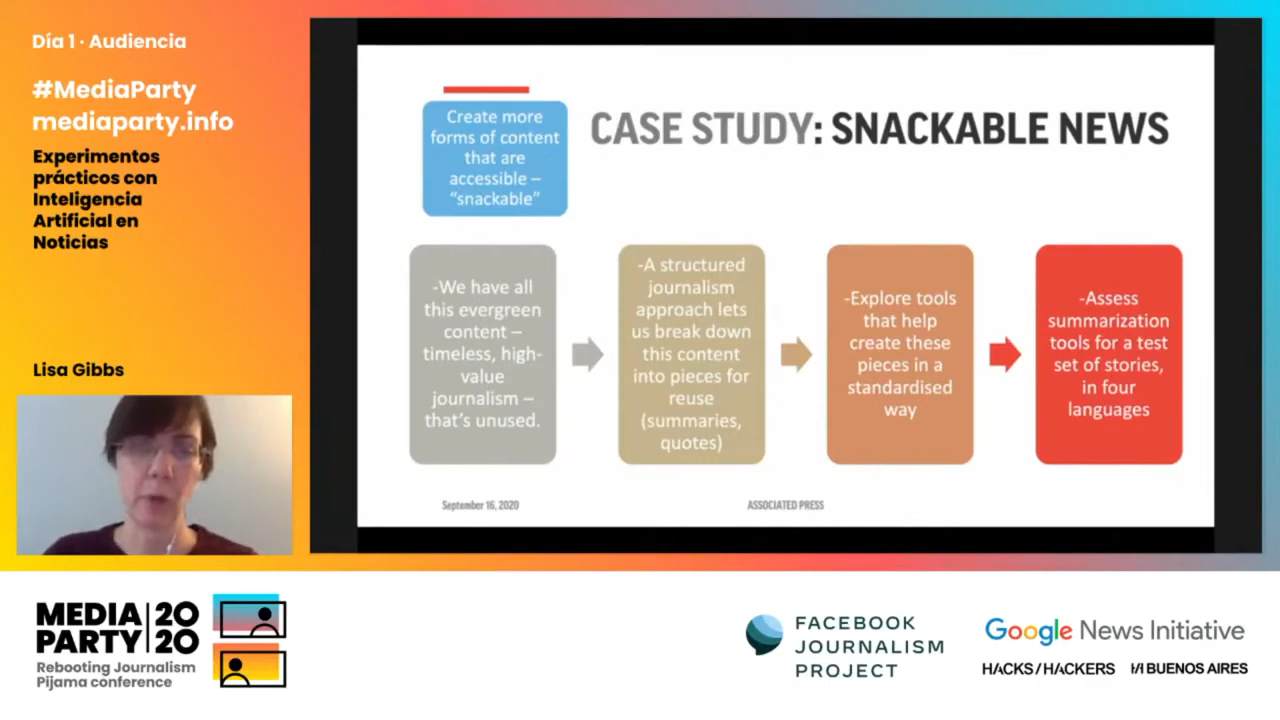 Día 1 · Audiencia
#MediaParty
mediaparty.info
Experimentos
prácticos con
Inteligencia
Artificial en
Noticias
Lisa Gibbs
Create more
forms of content
that are
accessible –
“snackable”
CASE STUDY: SNACKABLE NEWS
-We have all
this evergreen
content –
timeless, high-
value
journalism –
that’s unused.
-A structured
journalism
approach lets
us break down
this content
into pieces for
reuse
(summaries,
quotes)
-Explore tools
that help
create these
pieces in a
standardised
way
-Assess
summarization
tools for a test
set of stories,
in four
languages
September 16, 2020
ASSOCIATED PRESS
MEDIA 20
PARTY 20
Rebooting Journalism
Pijama conference
FACEBOOK
JOURNALISM
PROJECT
Google News Initiative
HACKS/HACKERS H/H BUENOS AIRES